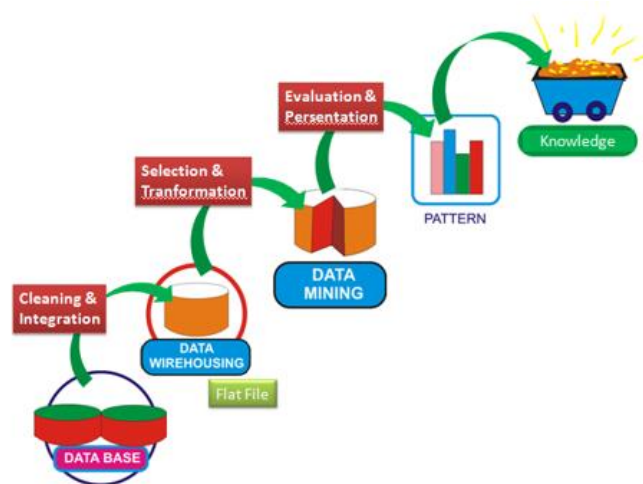 Evaluation &
Persentation
Knowledge
Selection &
Tranformation
PATTERN
DATA
MINING
Cleaning &
Integration
DATA
WIREHOUSING
Flat File
DATA BASE